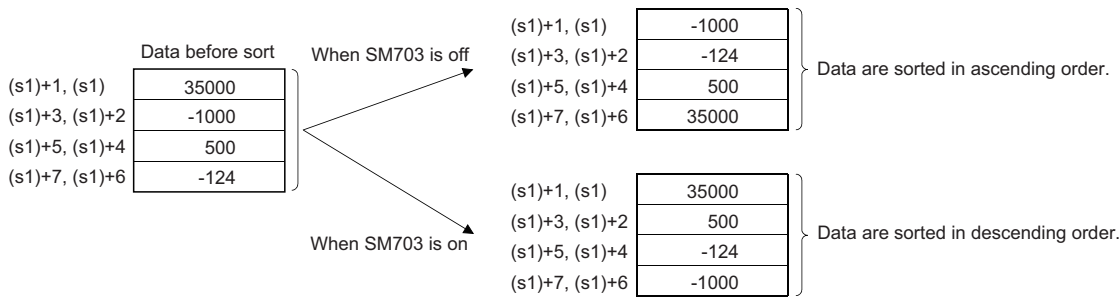 Data before sort
(s1)+1, (s1) 35000
(s1)+3, (s1)+2 -1000
(s1)+5, (s1)+4 500
(s1)+7, (s1)+6 -124
When SM703 is off
(s1)+1, (s1) -1000
(s1)+3, (s1)+2 -124
(s1)+5, (s1)+4 500
(s1)+7, (s1)+6 35000
Data are sorted in ascending order.
When SM703 is on
(s1)+1, (s1) 35000
(s1)+3, (s1)+2 500
(s1)+5, (s1)+4 -124
(s1)+7, (s1)+6 -1000
Data are sorted in descending order.